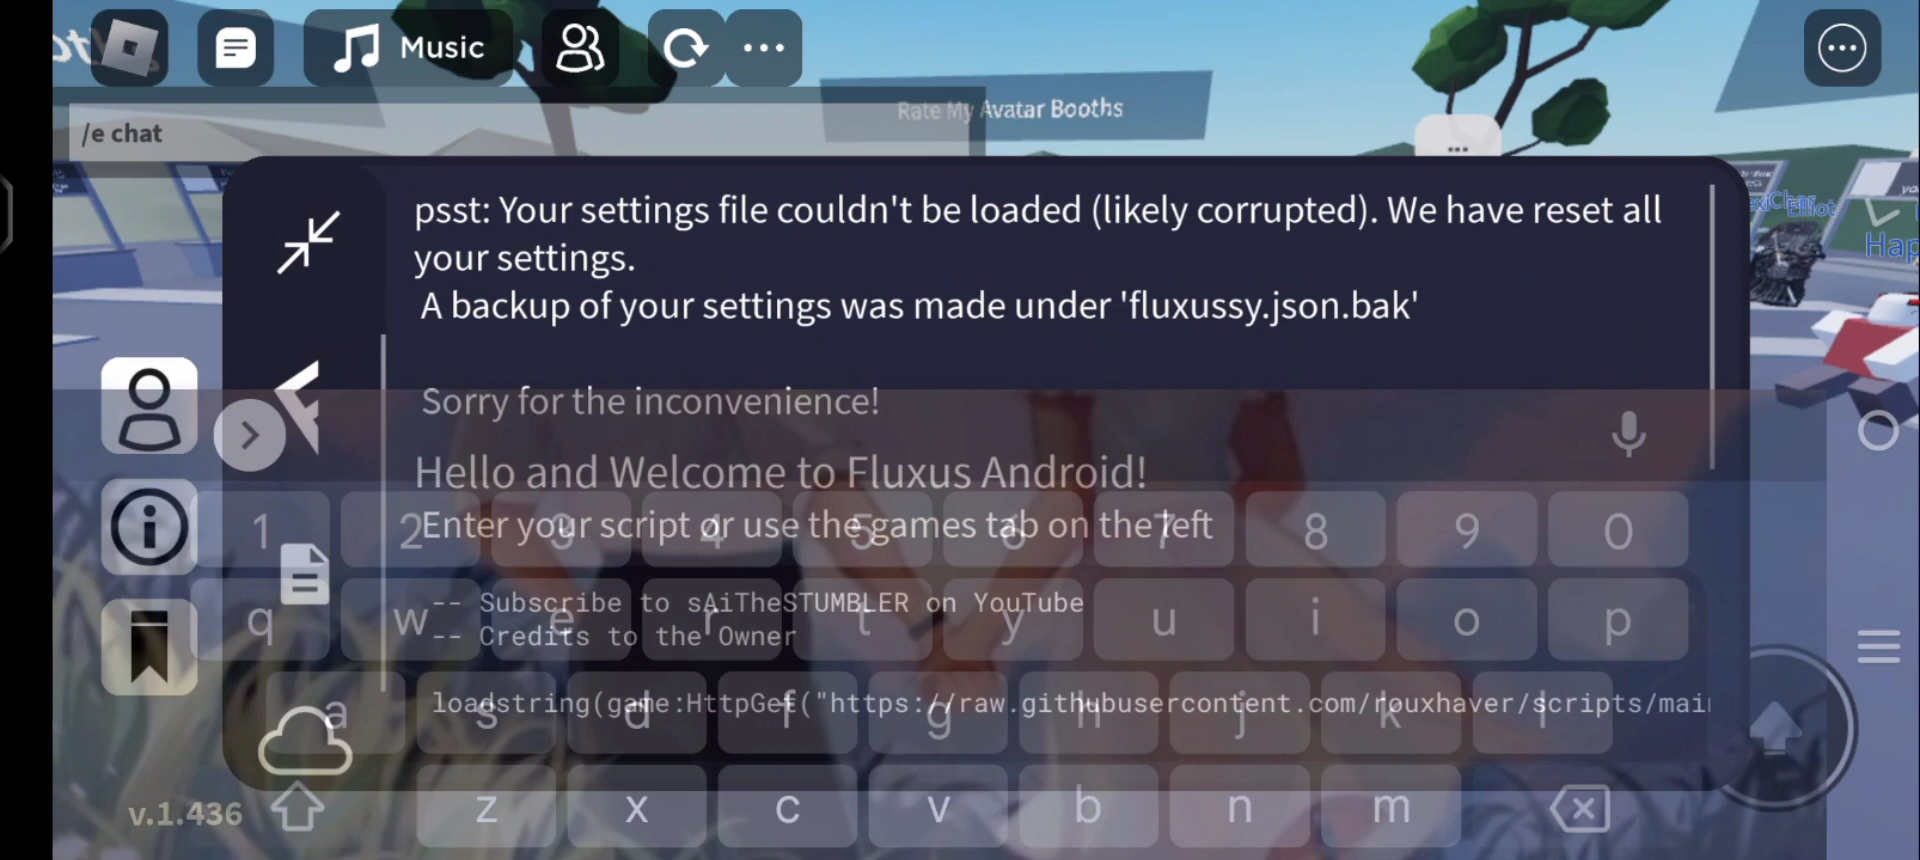 Music
Rate My Avatar Booths
/e chat
psst: Your settings file couldn't be loaded (likely corrupted). We have reset all
your settings.
A backup of your settings was made under 'fluxussy.json.bak'
Sorry for the inconvenience!
Hello and Welcome to Fluxus Android!
Enter your script or use the games tab on the left
-- Subscribe to sAiTheSTUMBLER on YouTube
-- Credits to the Owner
loadstring(game:HttpGet("https://raw.githubusercontent.com/rouxhaver/scripts/mai
1 2 3 4 5 6 7 8 9 0
q w e r t y u i o p
a s d f g h j k l
z x c v b n m
v.1.436
Elliot
Hap